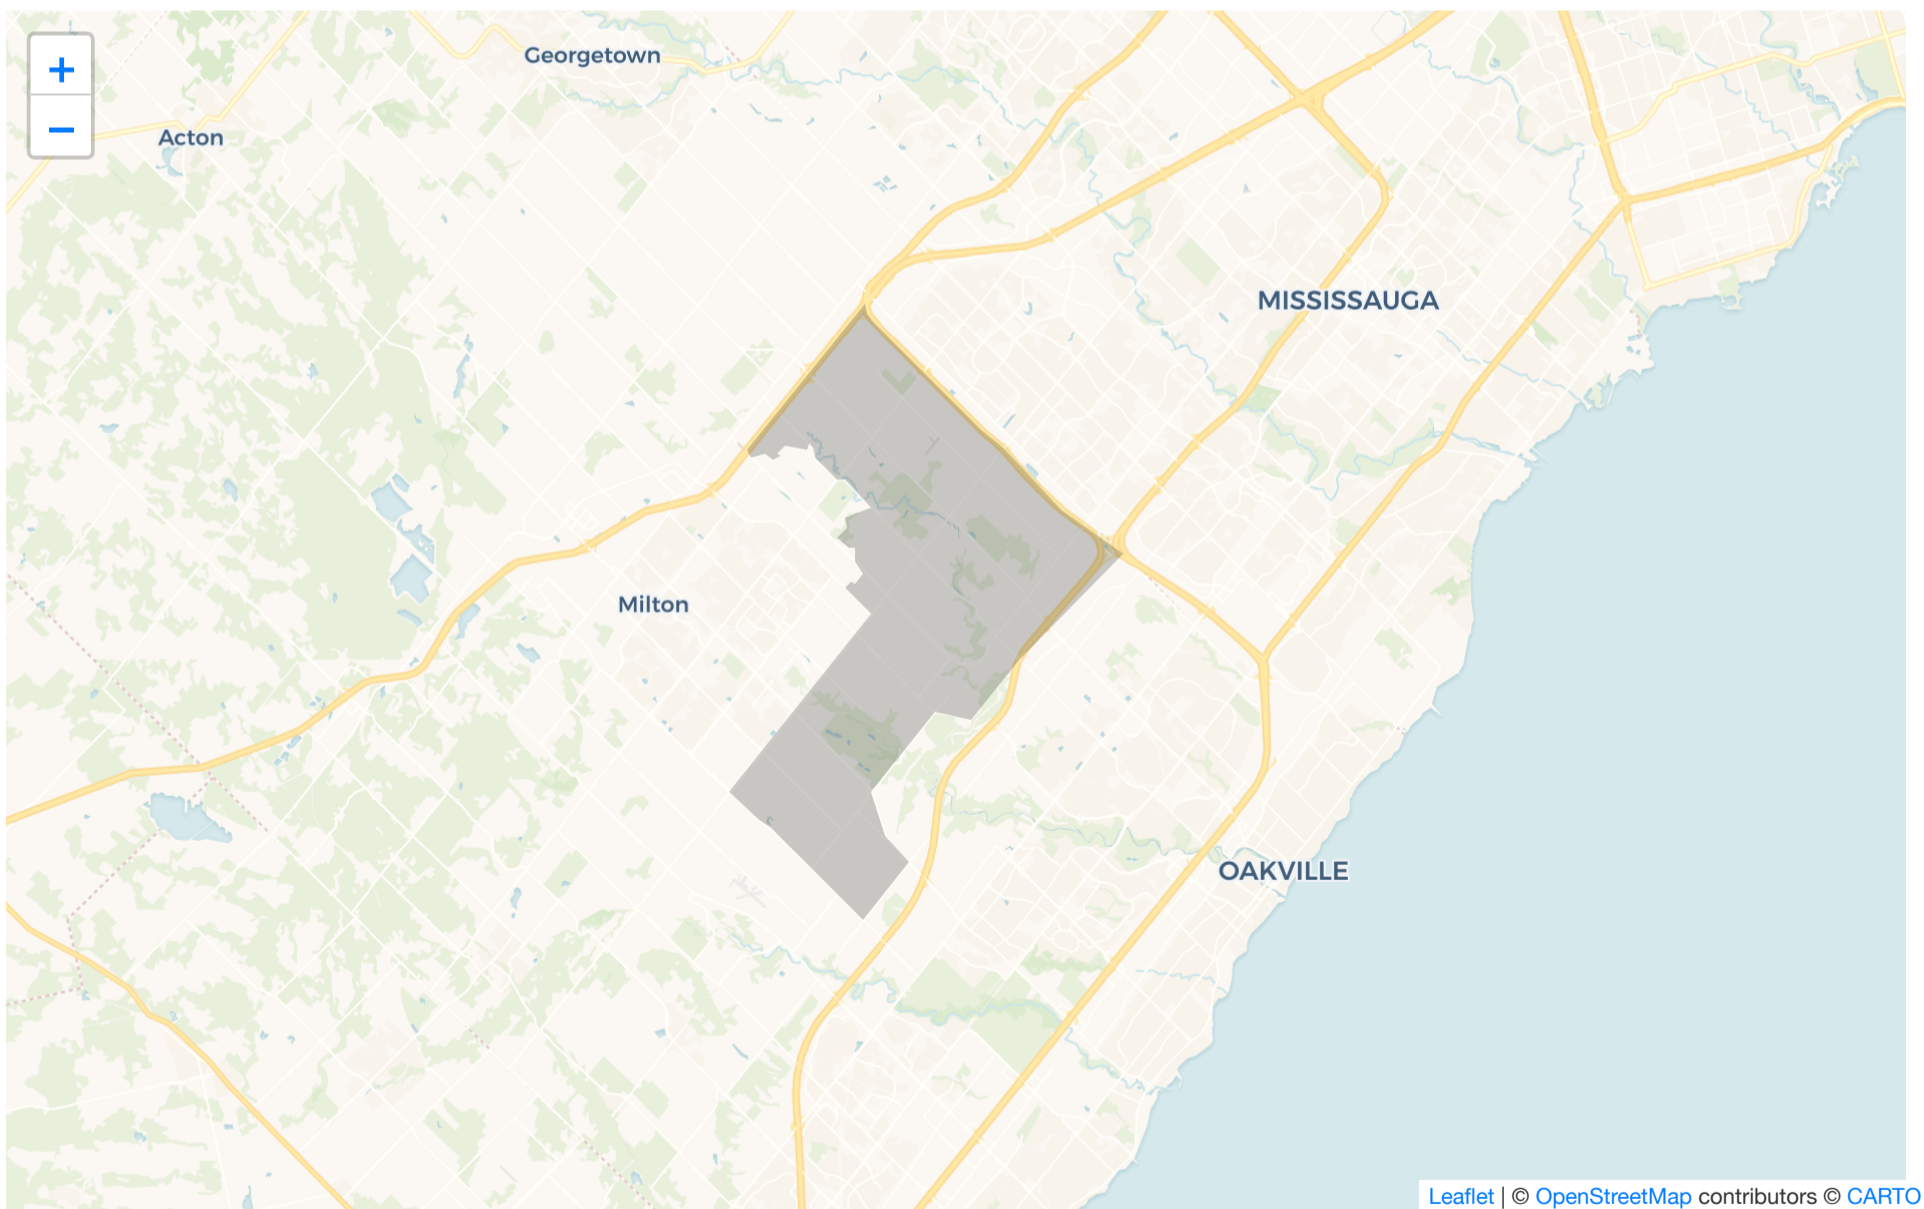 Georgetown
+
Acton
−
MISSISSAUGA
Milton
OAKVILLE
Leaflet | © OpenStreetMap contributors © CARTO